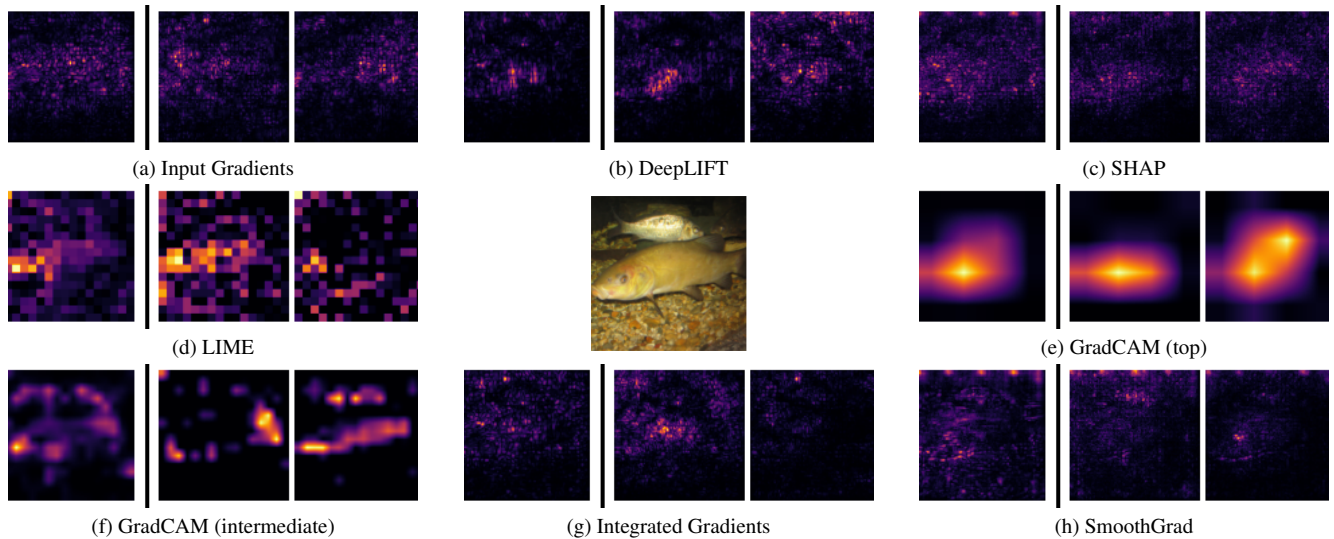 (a) Input Gradients
(b) DeepLIFT
(c) SHAP
(d) LIME
(e) GradCAM (top)
(f) GradCAM (intermediate)
(g) Integrated Gradients
(h) SmoothGrad